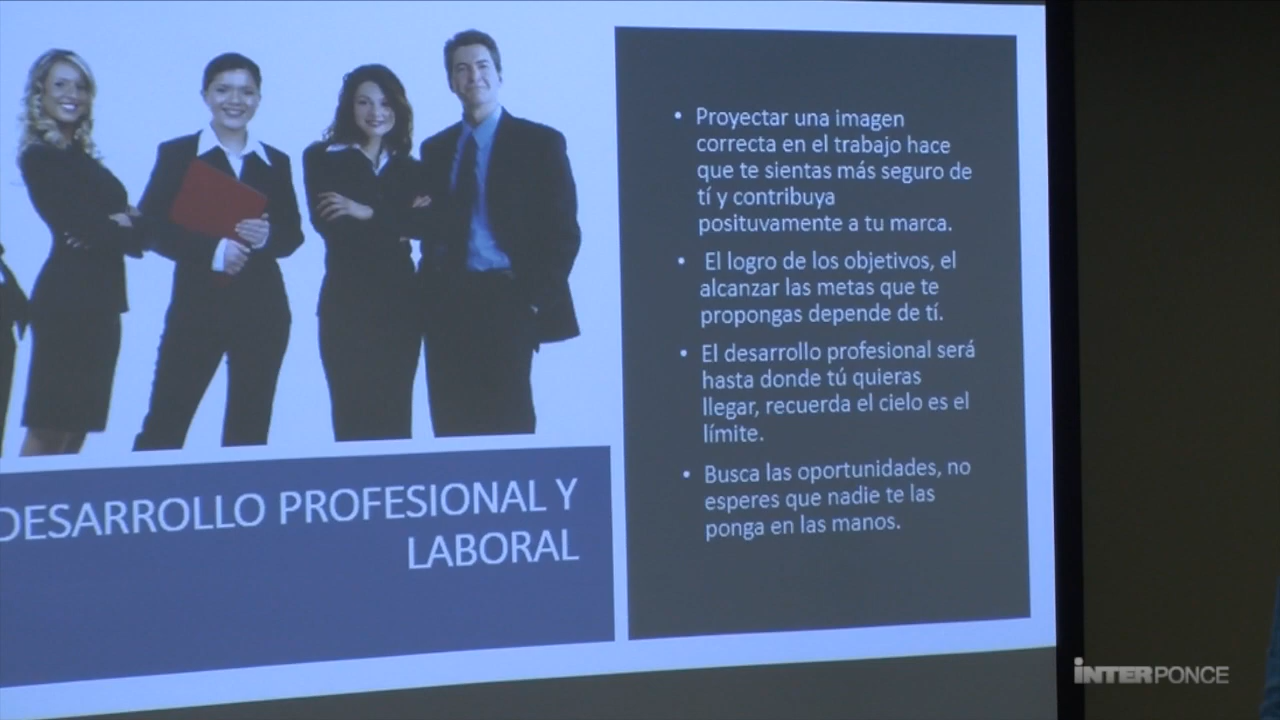 DESARROLLO PROFESIONAL Y
LABORAL
• Proyectar una imagen
correcta en el trabajo hace
que te sientas más seguro de
tí y contribuya
posituvamente a tu marca.
• El logro de los objetivos, el
alcanzar las metas que te
propongas depende de tí.
• El desarrollo profesional será
hasta donde tú quieras
llegar, recuerda el cielo es el
límite.
• Busca las oportunidades, no
esperes que nadie te las
ponga en las manos.
INTERPONCE